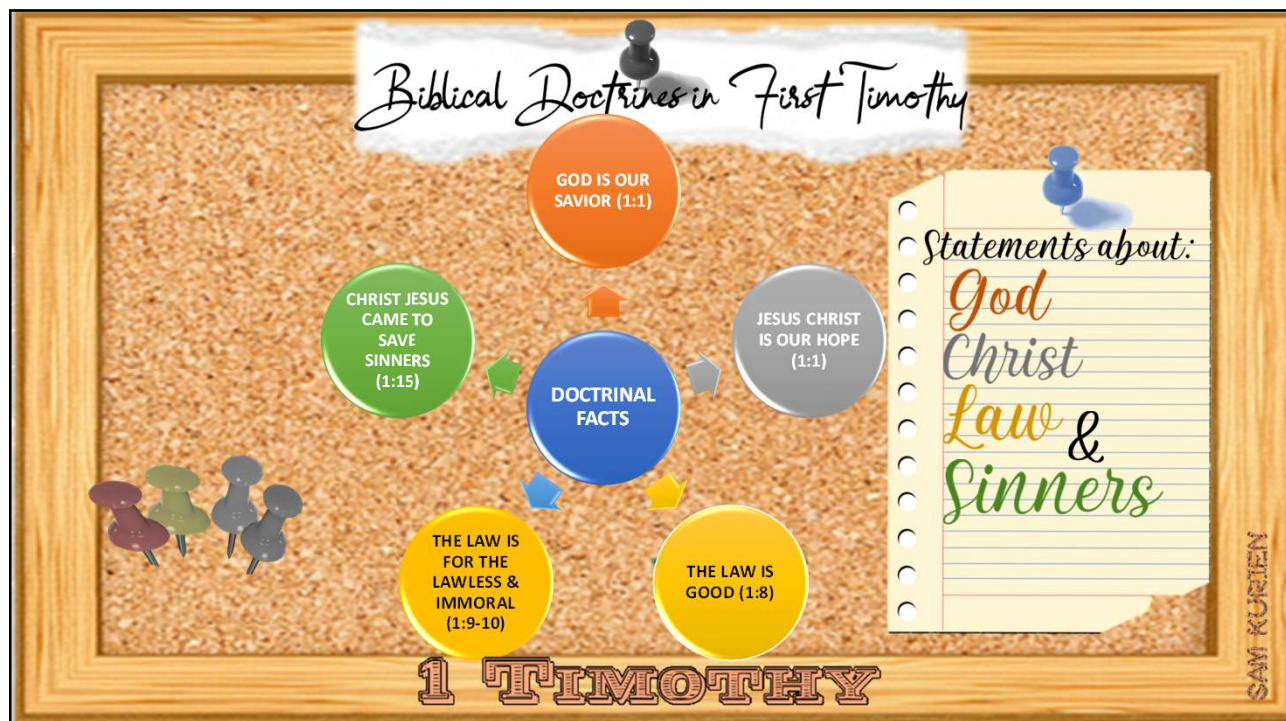 Biblical Doctrines in First Timothy
GOD IS OUR
SAVIOR (1:1)
JESUS CHRIST
IS OUR HOPE
(1:1)
THE LAW IS
GOOD (1:8)
THE LAW IS
FOR THE
LAWLESS &
IMMORAL
(1:9-10)
CHRIST JESUS
CAME TO
SAVE
SINNERS
(1:15)
DOCTRINAL
FACTS
Statements about:
God
Christ
Law &
Sinners
1 TIMOTHY
SAM KURIEN